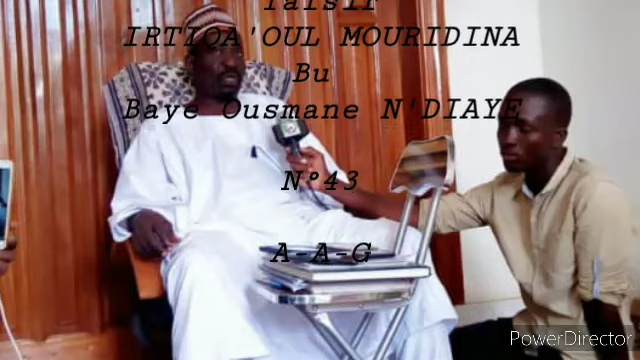 Tafsir
IRTIQA'OUL MOURIDINA
Bu
Baye Ousmane N'DIAYE
N°43
A-A-G
PowerDirector